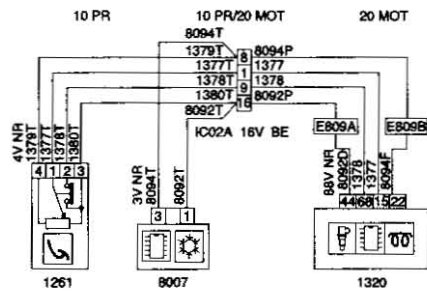 10 PR 10 PR/20 MOT 20 MOT
8094T
1379T 8 8094P
1377T 1 1377
1378T 9 1378
1380T 16 8092P
8092T
IC02A 16V BE
E809A E809B
4V NR 1379T 1377T 1378T 1380T
3V NR 8094T 8092T
88V NR 8092D 1378 1377 8094F
4 1 2 3
3 1
44 68 15 22
1261 8007 1320